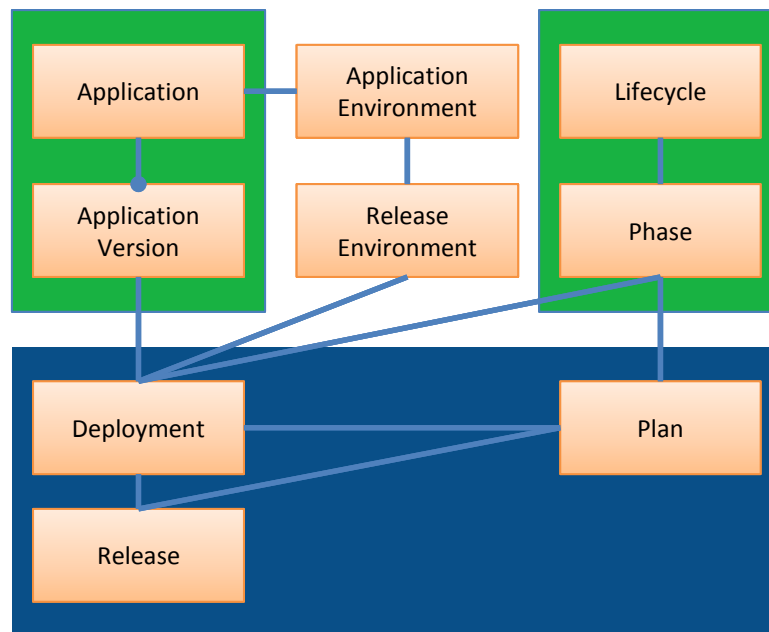 Application
Application
Environment
Lifecycle
Application
Version
Release
Environment
Phase
Deployment
Plan
Release